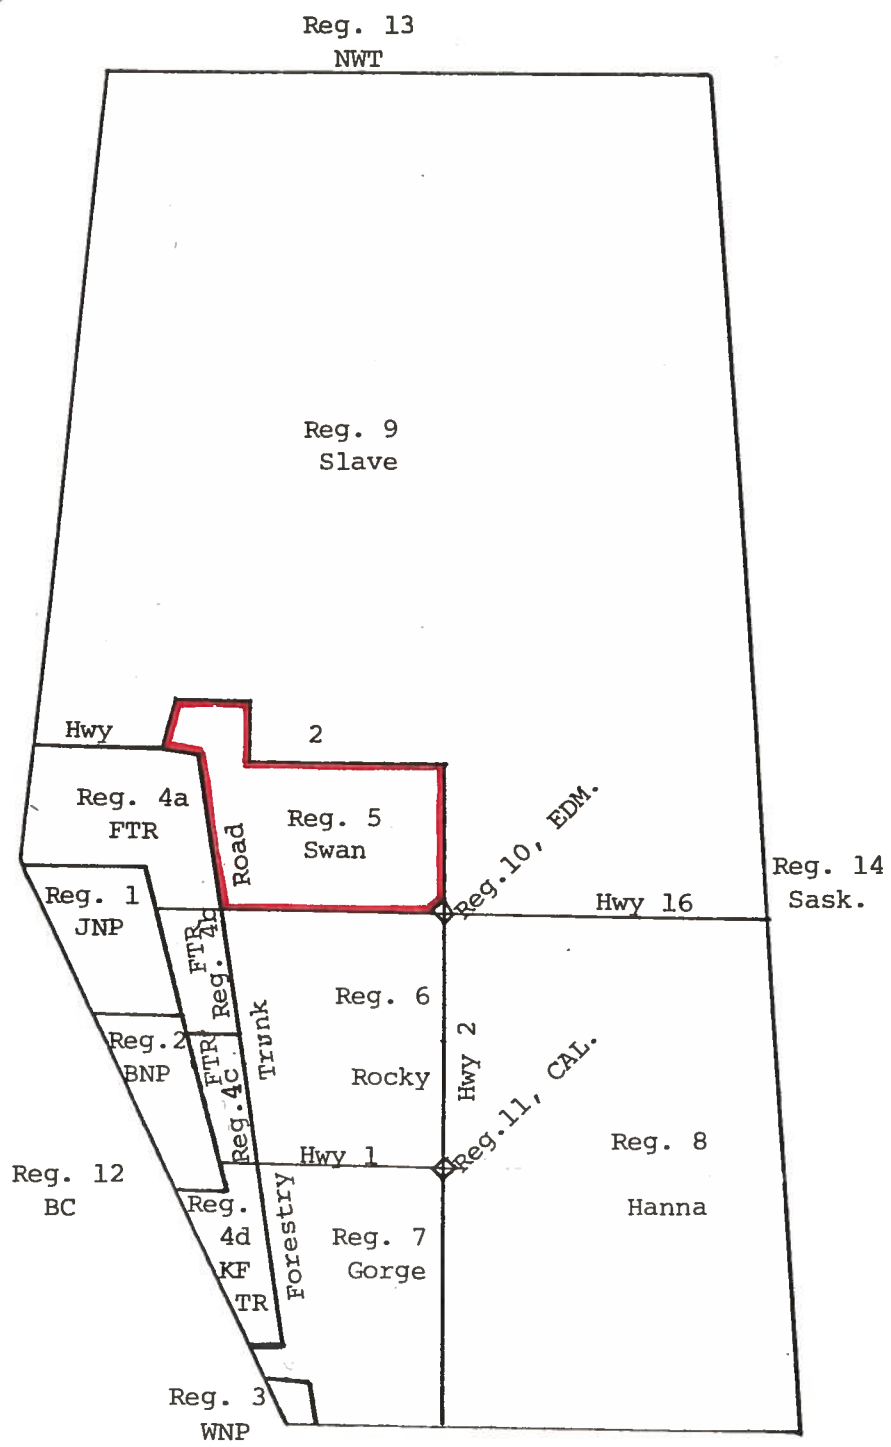 Reg. 13
NWT
Reg. 9
Slave
Hwy
2
Reg. 4a
FTR
Road
Reg. 5
Swan
Reg.10, EDM.
Reg. 14
Sask.
Reg. 1
JNP
Hwy 16
FTR
Reg. 4b
Reg. 6
Rocky
Trunk
Hwy 2
Reg.2
BNP
FTR
Reg.4c
Reg.11, CAL.
Hwy 1
Reg. 8
Hanna
Reg. 12
BC
Reg.
4d
KF
TR
Forestry
Reg. 7
Gorge
Reg. 3
WNP